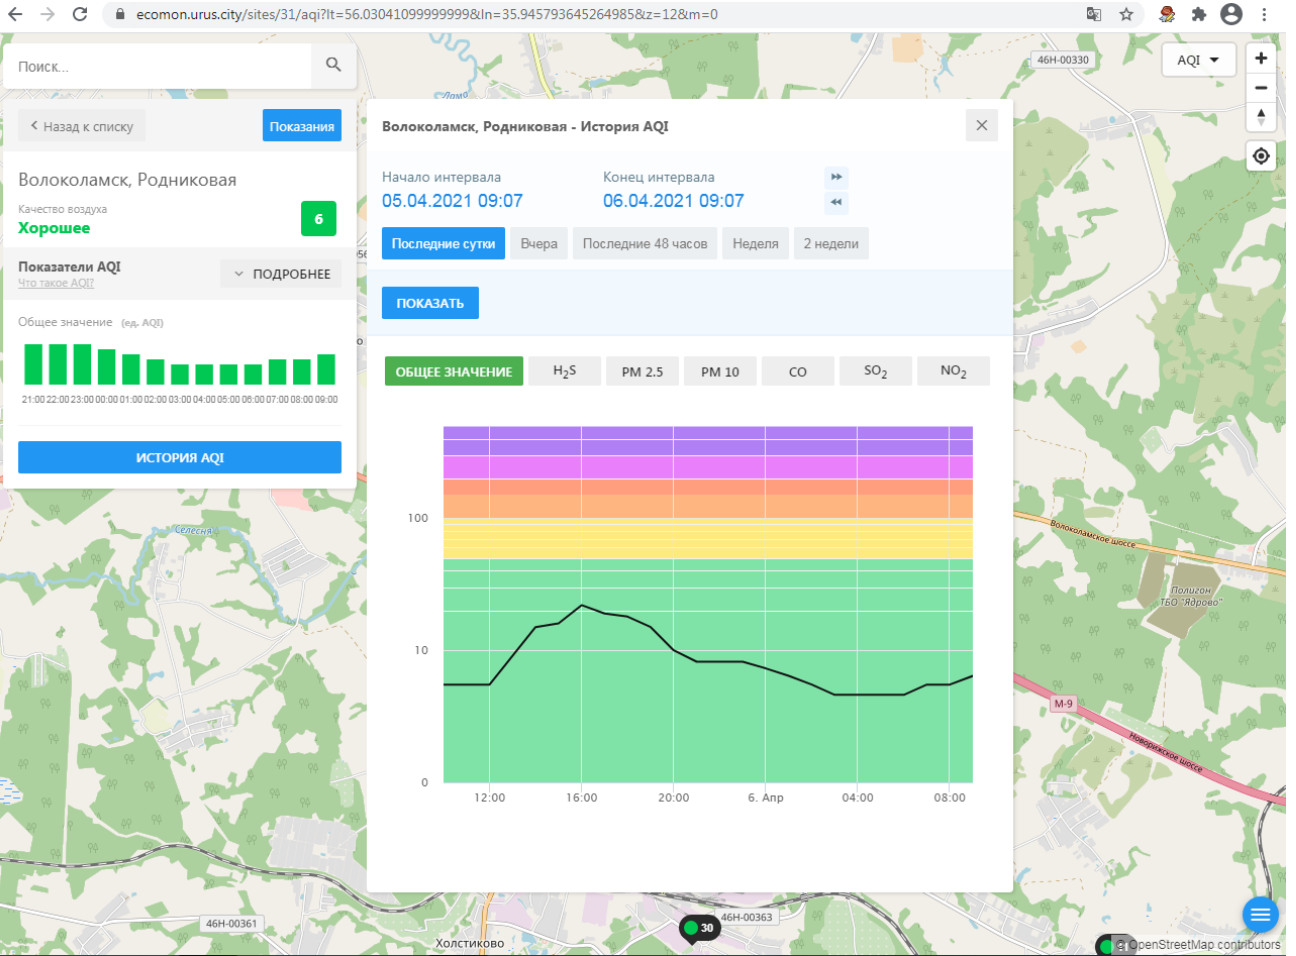 ecomon.urus.city/sites/31/aqi?lt=56.03041099999999&ln=35.945793645264985&z=12&m=0
Поиск...
Лама
46Н-00330
AQI
Назад к списку
Показания
Волоколамск, Родниковая - История AQI
Волоколамск, Родниковая
Качество воздуха
Хорошее
6
Начало интервала
Конец интервала
05.04.2021 09:07
06.04.2021 09:07
Последние сутки
Вчера
Последние 48 часов
Неделя
2 недели
Показатели AQI
Что такое AQI?
ПОДРОБНЕЕ
ПОКАЗАТЬ
Общее значение (ед. AQI)
21:00 22:00 23:00 00:00 01:00 02:00 03:00 04:00 05:00 06:00 07:00 08:00 09:00
ИСТОРИЯ AQI
ОБЩЕЕ ЗНАЧЕНИЕ
H2S
PM 2.5
PM 10
CO
SO2
NO2
100
10
0
12:00
16:00
20:00
6. Апр
04:00
08:00
Селесня
Волоколамское шоссе
Полигон
ТБО "Ядрово"
М-9
Новорижское шоссе
46Н-00361
Холстиково
30
46Н-00363
© OpenStreetMap contributors